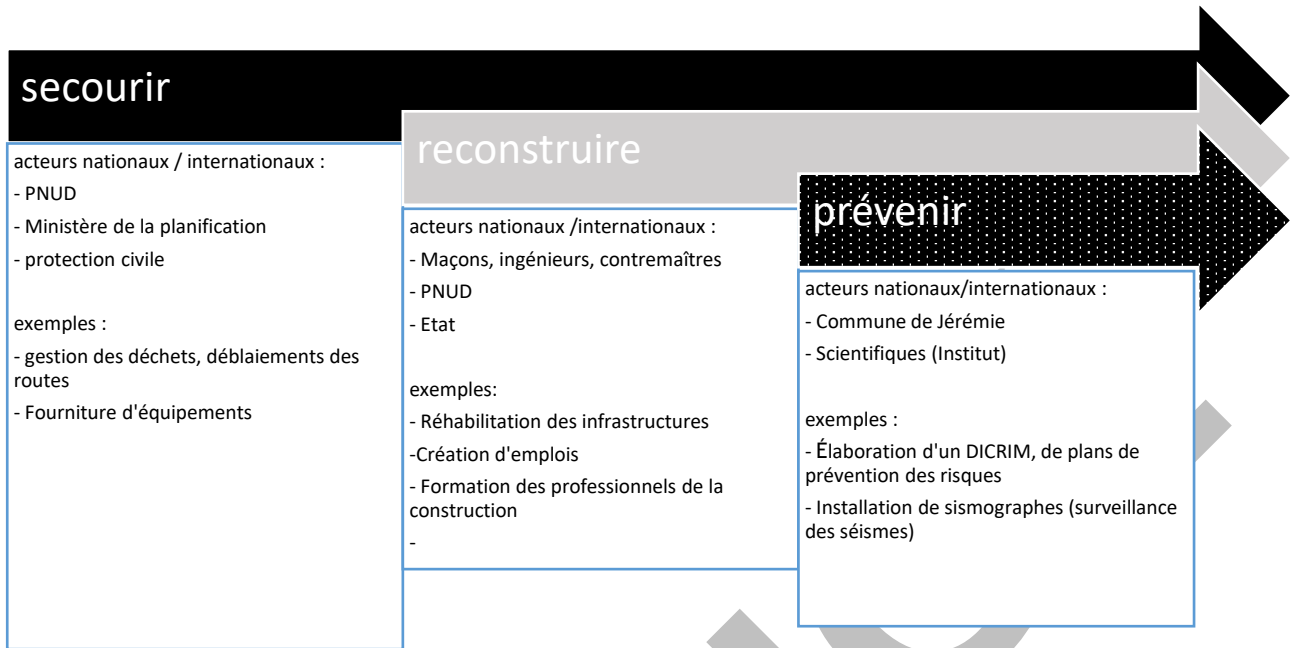 secourir
acteurs nationaux / internationaux :
- PNUD
- Ministère de la planification
- protection civile
exemples :
- gestion des déchets, déblaiements des
routes
- Fourniture d'équipements
reconstruire
acteurs nationaux /internationaux :
- Maçons, ingénieurs, contremaîtres
- PNUD
- Etat
exemples:
- Réhabilitation des infrastructures
-Création d'emplois
- Formation des professionnels de la
construction
-
prévenir
acteurs nationaux/internationaux :
- Commune de Jérémie
- Scientifiques (Institut)
exemples :
- Élaboration d'un DICRIM, de plans de
prévention des risques
- Installation de sismographes (surveillance
des séismes)